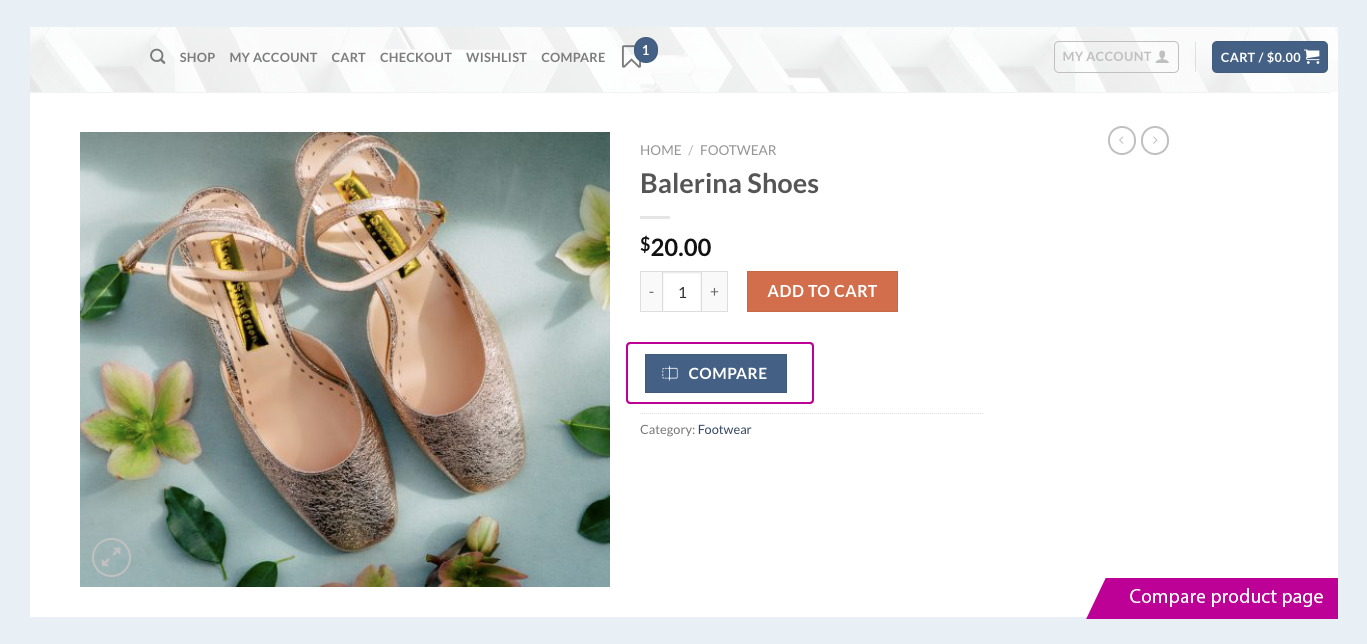 SHOP MY ACCOUNT CART CHECKOUT WISHLIST COMPARE 1 MY ACCOUNT CART / $0.00
HOME / FOOTWEAR
Balerina Shoes
$20.00
- 1 + ADD TO CART
COMPARE
Category: Footwear
Compare product page